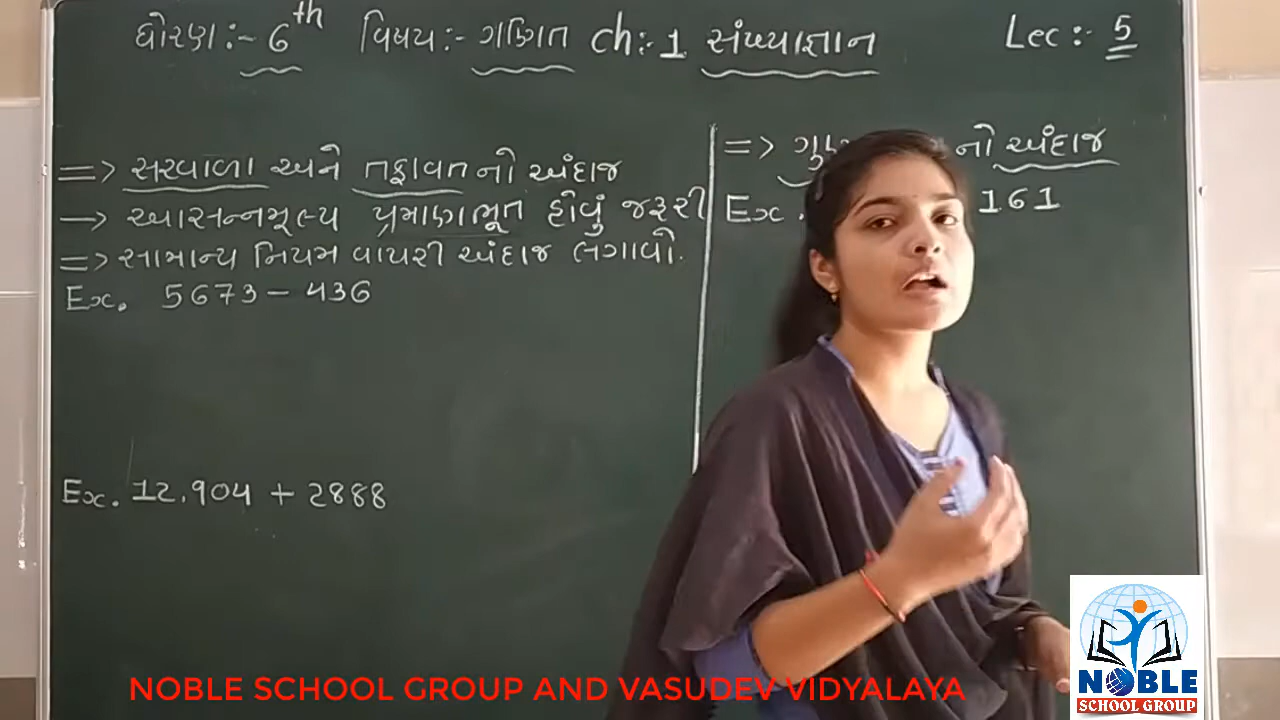 ધોરણ :- 6th વિષય:- ગણિત ch:- 1 સંખ્યાજ્ઞાન Lec :- 5
=> સરવાળા અને તફાવત નો અંદાજ
→ આસન્નમૂલ્ય પ્રમાણભૂત હોવું જરૂરી
=> સામાન્ય નિયમ વાપરી અંદાજ લગાવો.
Ex. 5673 - 436
Ex. 12,904 + 2888
=> નો અંદાજ
Ex. 161
NOBLE SCHOOL GROUP AND VASUDEV VIDYALAYA
NOBLE
SCHOOL GROUP